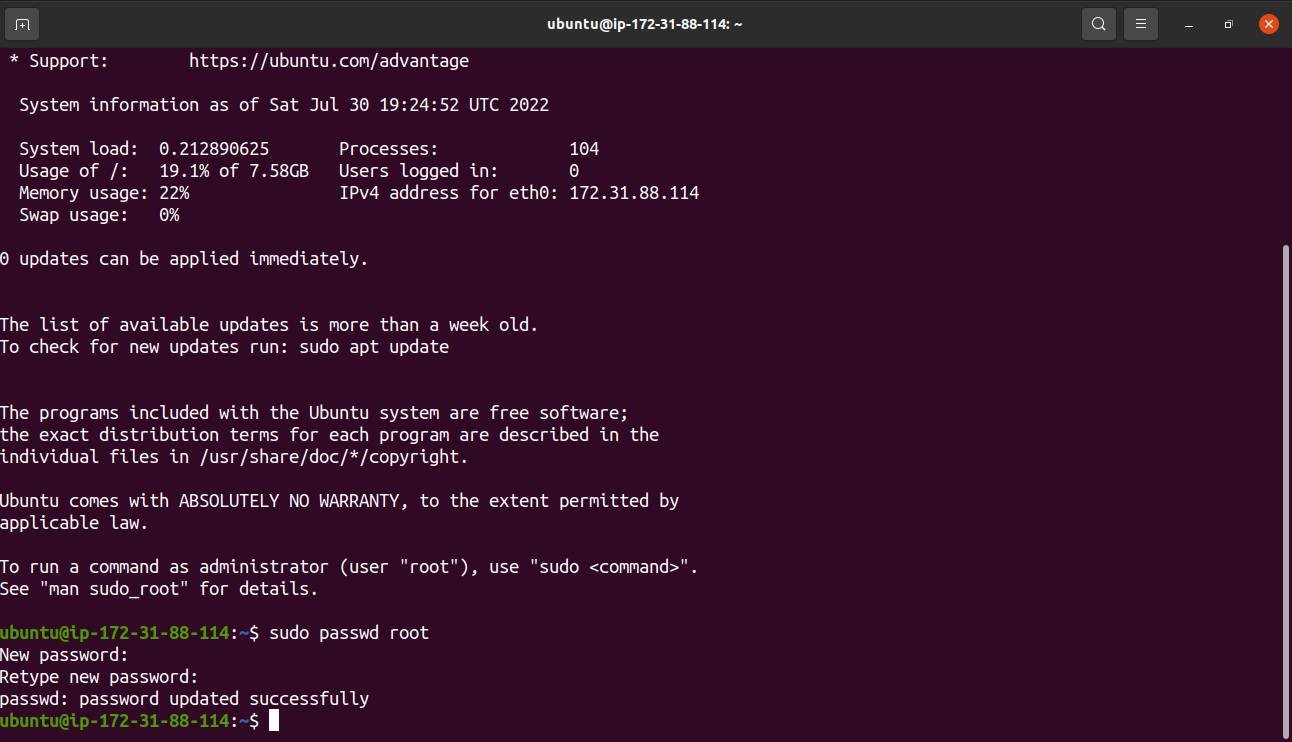 ubuntu@ip-172-31-88-114: ~
* Support:        https://ubuntu.com/advantage
System information as of Sat Jul 30 19:24:52 UTC 2022
System load:  0.212890625       Processes:             104
Usage of /:   19.1% of 7.58GB   Users logged in:       0
Memory usage: 22%               IPv4 address for eth0: 172.31.88.114
Swap usage:   0%
0 updates can be applied immediately.
The list of available updates is more than a week old.
To check for new updates run: sudo apt update
The programs included with the Ubuntu system are free software;
the exact distribution terms for each program are described in the
individual files in /usr/share/doc/*/copyright.
Ubuntu comes with ABSOLUTELY NO WARRANTY, to the extent permitted by
applicable law.
To run a command as administrator (user "root"), use "sudo <command>".
See "man sudo_root" for details.
ubuntu@ip-172-31-88-114:~$ sudo passwd root
New password:
Retype new password:
passwd: password updated successfully
ubuntu@ip-172-31-88-114:~$